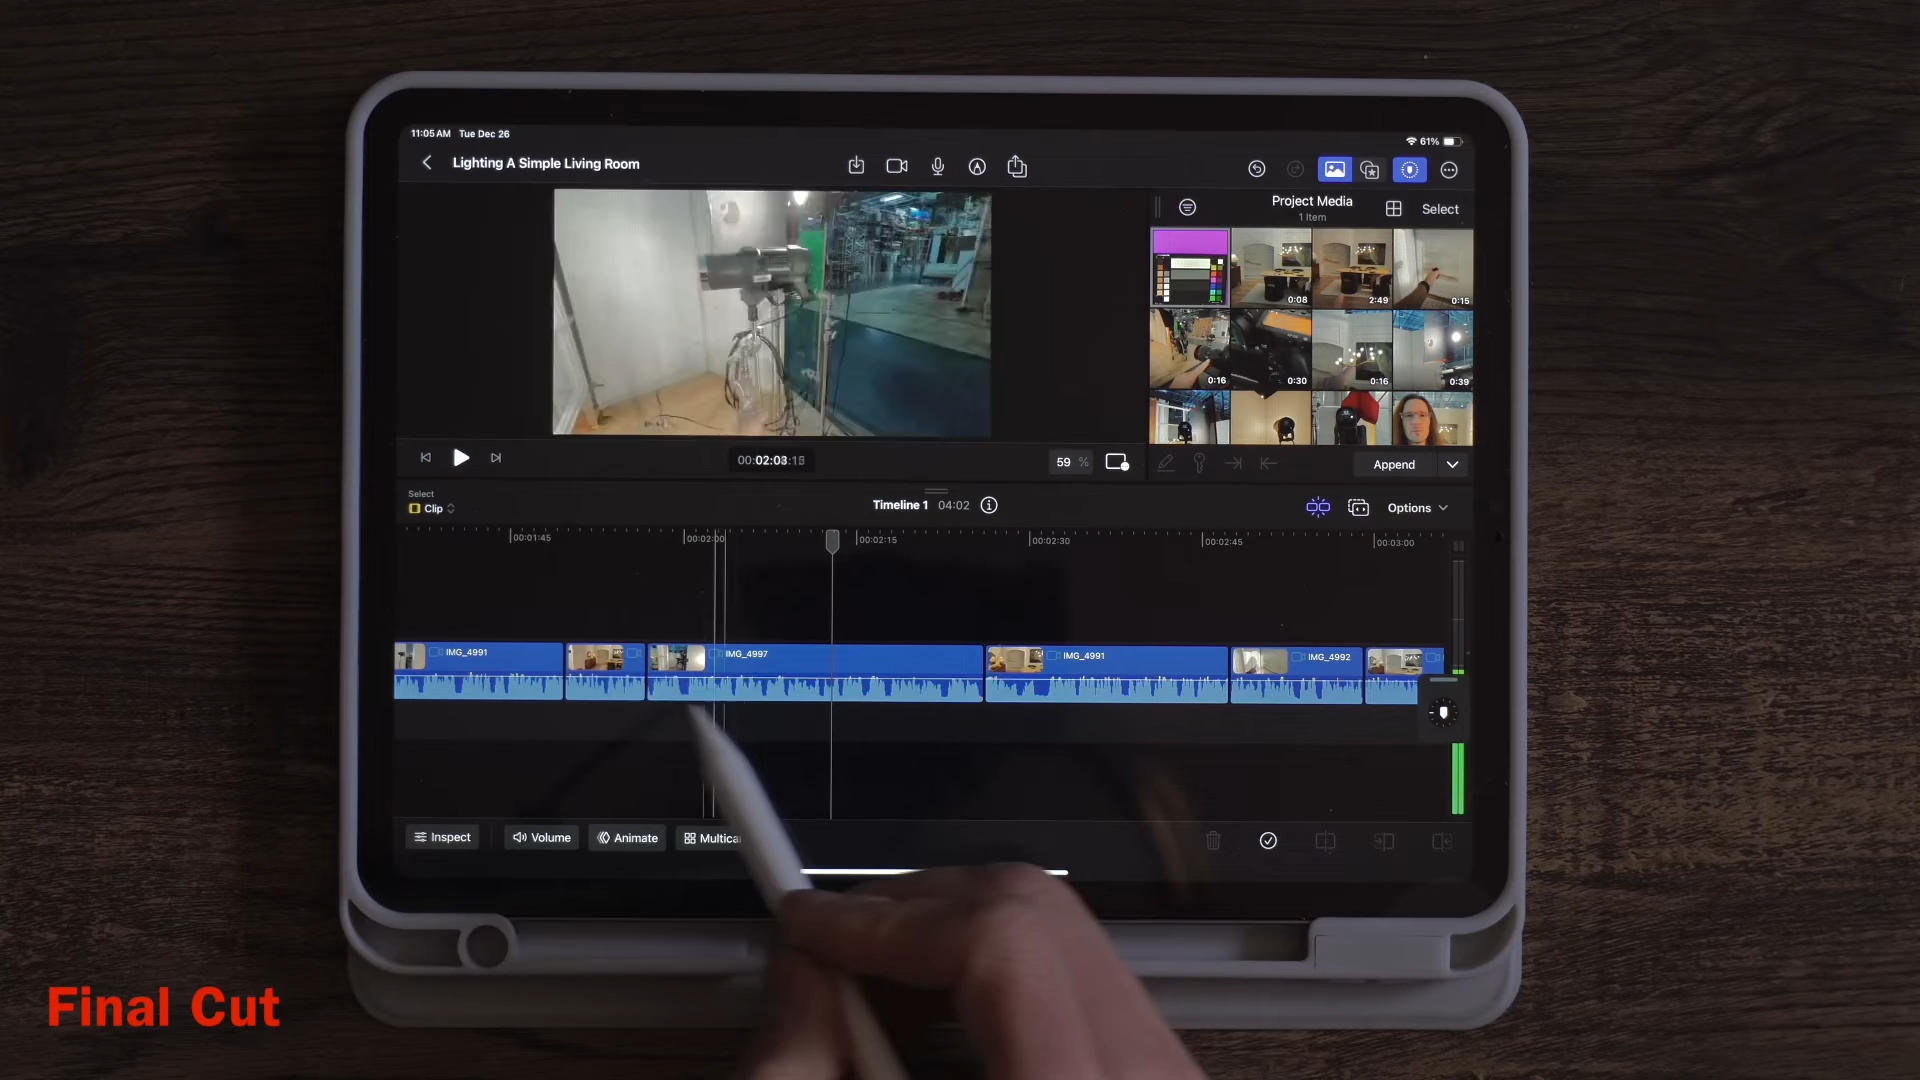 11:05 AM Tue Dec 26
61%
Lighting A Simple Living Room
Project Media
1 Item
Select
0:08
2:49
0:15
0:16
0:30
0:16
0:39
59 %
Append
Select
Clip
Timeline 1 04:02
Options
00:01:45
00:02:00
00:02:15
00:02:30
00:02:45
00:03:00
IMG_4991
IMG_4997
IMG_4991
IMG_4992
Inspect
Volume
Animate
Final Cut